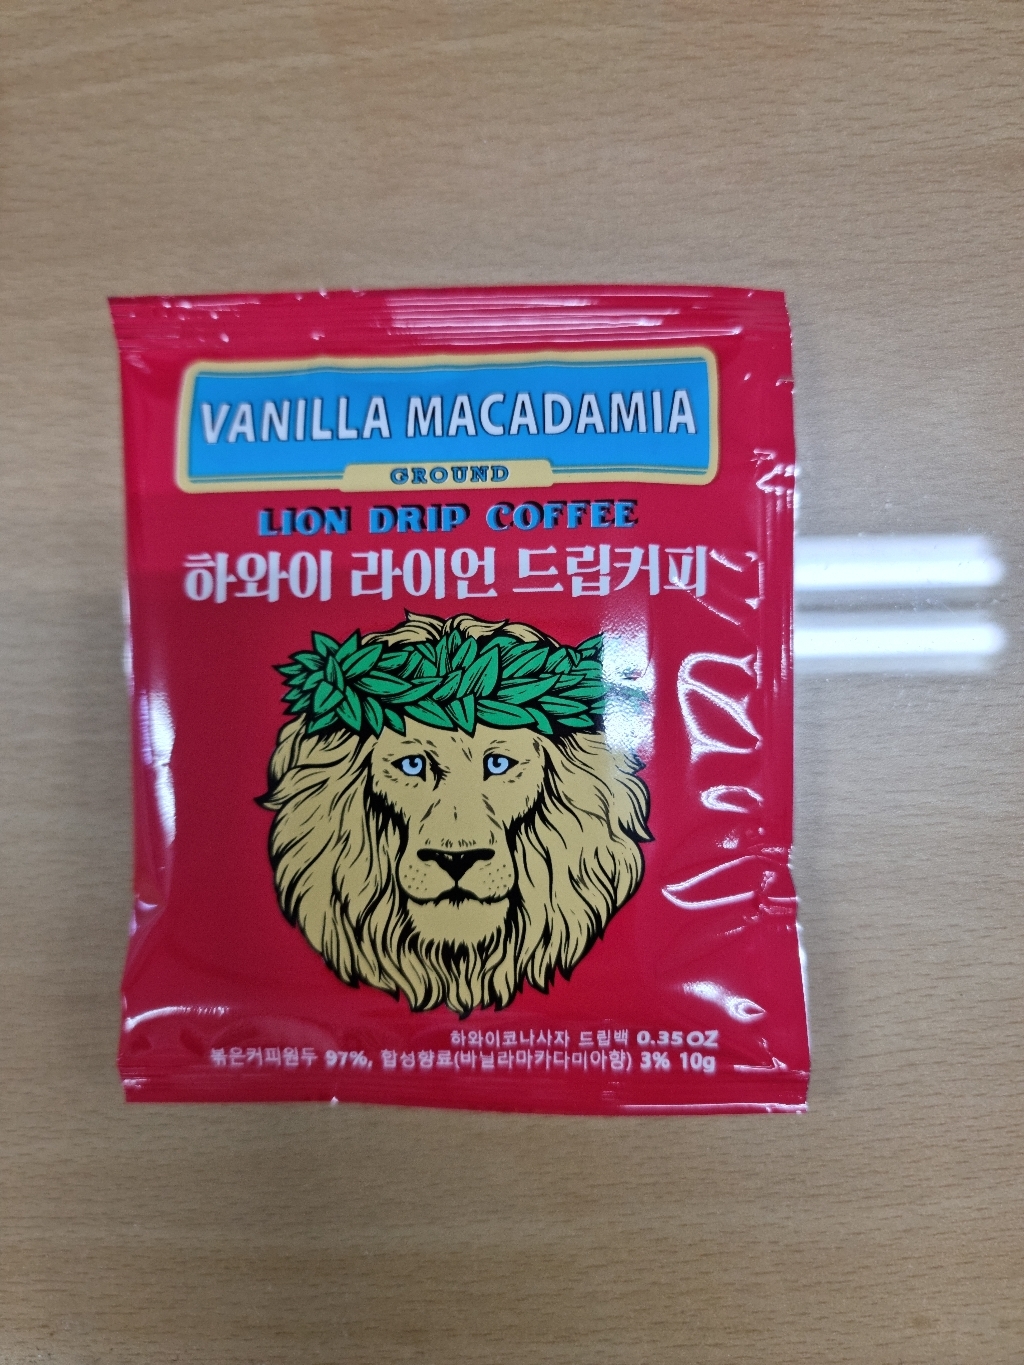 VANILLA MACADAMIA
GROUND
LION DRIP COFFEE
하와이 라이언 드립커피
하와이코나사자 드립백 0.35OZ
볶은커피원두 97%, 합성향료(바닐라마카다미아향) 3% 10g